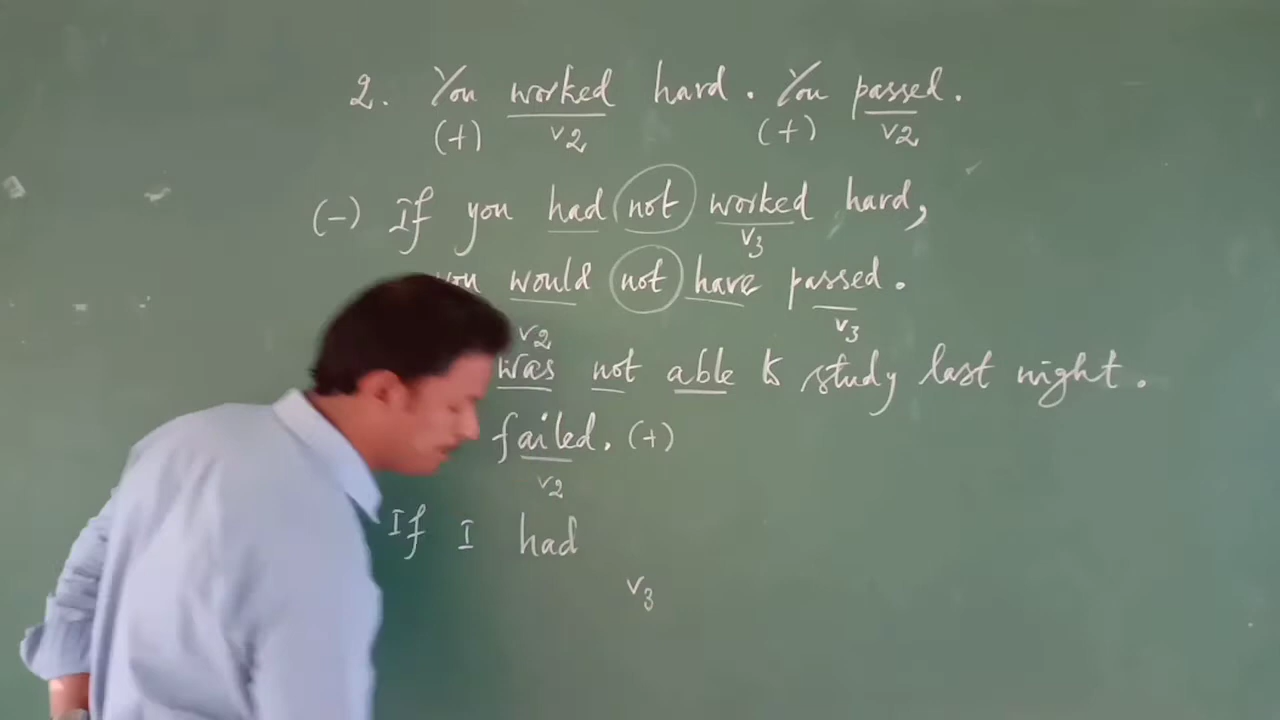 2. You worked hard. You passed.
(+) V2 (+) V2
(-) If you had not worked hard,
V3
you would not have passed.
V2 V3
was not able to study last night.
failed. (+)
V2
If I had
V3